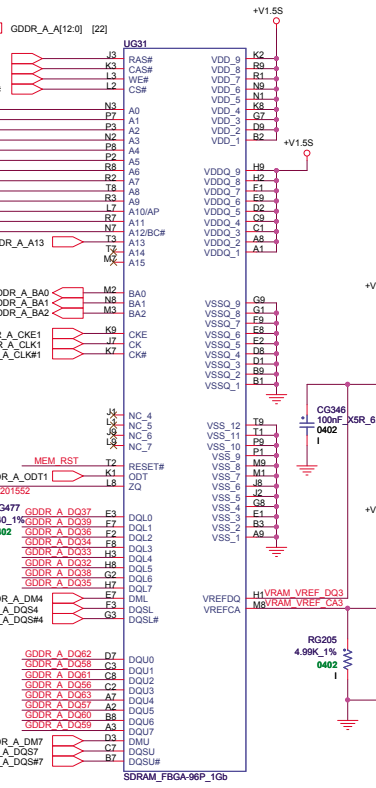 +V1.5S
GDDR_A_A[12:0] [22]
UG31
J3 RAS# VDD_9 K2
K3 CAS# VDD_8 R9
L3 WE# VDD_7 R1
L2 CS# VDD_6 N9
VDD_5 N1
N3 A0 VDD_4 K8
P7 A1 VDD_3 G7
P3 A2 VDD_2 D9
N2 A3 VDD_1 B2
P8 A4
+V1.5S
P2 A5
R8 A6 VDDQ_9 H9
R2 A7 VDDQ_8 H2
T8 A8 VDDQ_7 F1
R3 A9 VDDQ_6 E9
L7 A10/AP VDDQ_5 D2
R7 A11 VDDQ_4 C9
N7 A12/BC# VDDQ_3 C1
DR_A_A13 T3 A13 VDDQ_2 A8
T7 A14 VDDQ_1 A1
M7 A15
+V
DDR_A_BA0 M2 BA0 VSSQ_9 G9
DDR_A_BA1 N8 BA1 VSSQ_8 G1
DDR_A_BA2 M3 BA2 VSSQ_7 F9
R_A_CKE1 K9 CKE VSSQ_6 E8
R_A_CLK1 J7 CK VSSQ_5 E2
A_CLK#1 K7 CK# VSSQ_4 D8
VSSQ_3 D1
VSSQ_2 B9
VSSQ_1 B1
J1 NC_4
L1 NC_5
J9 NC_6
L9 NC_7
VSS_12 T9
VSS_11 T1
VSS_10 P9
VSS_9 P1
CG346
100nF_X5R_6
0402
I
MEM_RST T2 RESET# VSS_8 M9
R_A_ODT1 K1 ODT VSS_7 M1
201552 L8 ZQ VSS_6 J8
VSS_5 J2
VSS_4 G8
VSS_3 E1
VSS_2 B3
VSS_1 A9
+V
G477
40_1%
02
GDDR_A_DQ37 E3 DQL0
GDDR_A_DQ39 F7 DQL1
GDDR_A_DQ36 F2 DQL2
GDDR_A_DQ34 F8 DQL3
GDDR_A_DQ33 H3 DQL4
GDDR_A_DQ32 H8 DQL5
GDDR_A_DQ38 G2 DQL6
GDDR_A_DQ35 H7 DQL7
R_A_DM4 E7 DML VREFDQ H1 VRAM_VREF_DQ3
A_DQS4 F3 DQSL VREFCA M8 VRAM_VREF_CA3
A_DQS#4 G3 DQSL#
RG205
4.99K_1%
0402
I
GDDR_A_DQ62 D7 DQU0
GDDR_A_DQ58 C3 DQU1
GDDR_A_DQ61 C8 DQU2
GDDR_A_DQ56 C2 DQU3
GDDR_A_DQ63 A7 DQU4
GDDR_A_DQ57 A2 DQU5
GDDR_A_DQ60 B8 DQU6
GDDR_A_DQ59 A3 DQU7
R_A_DM7 D3 DMU
A_DQS7 C7 DQSU
A_DQS#7 B7 DQSU#
SDRAM_FBGA-96P_1Gb